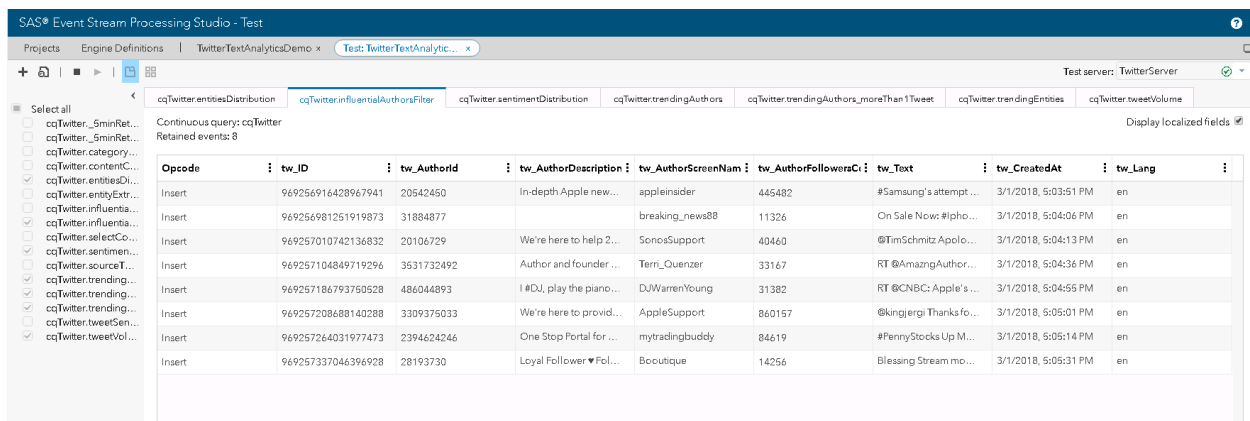 SAS® Event Stream Processing Studio - Test
Projects Engine Definitions TwitterTextAnalyticsDemo × Test: TwitterTextAnalytic... ×
Test server: TwitterServer
Select all
cqTwitter._5minRet...
cqTwitter._5minRet...
cqTwitter.category...
cqTwitter.contentC...
cqTwitter.entitiesDi...
cqTwitter.entityExtr...
cqTwitter.influentia...
cqTwitter.influentia...
cqTwitter.selectCo...
cqTwitter.sentimen...
cqTwitter.sourceT...
cqTwitter.trending...
cqTwitter.trending...
cqTwitter.trending...
cqTwitter.tweetSen...
cqTwitter.tweetVol...
cqTwitter.entitiesDistribution cqTwitter.influentialAuthorsFilter cqTwitter.sentimentDistribution cqTwitter.trendingAuthors cqTwitter.trendingAuthors_moreThan1Tweet cqTwitter.trendingEntities cqTwitter.tweetVolume
Continuous query: cqTwitter Display localized fields
Retained events: 8
Opcode tw_ID tw_AuthorId tw_AuthorDescription tw_AuthorScreenNam tw_AuthorFollowersC tw_Text tw_CreatedAt tw_Lang
Insert 969256916428967941 20542450 In-depth Apple new... appleinsider 445482 #Samsung's attempt ... 3/1/2018, 5:03:51 PM en
Insert 969256981251919873 31884877 breaking_news88 11326 On Sale Now: #Ipho... 3/1/2018, 5:04:06 PM en
Insert 969257010742136832 20106729 We're here to help 2... SonosSupport 40460 @TimSchmitz Apolo... 3/1/2018, 5:04:13 PM en
Insert 969257104849719296 3531732492 Author and founder ... Terri_Quenzer 33167 RT @AmazngAuthor... 3/1/2018, 5:04:36 PM en
Insert 969257186793750528 486044893 I #DJ, play the piano... DJWarrenYoung 31382 RT @CNBC: Apple's ... 3/1/2018, 5:04:55 PM en
Insert 969257208688140288 3309375033 We're here to provid... AppleSupport 860157 @kingjergi Thanks fo... 3/1/2018, 5:05:01 PM en
Insert 969257264031977473 2394624246 One Stop Portal for ... mytradingbuddy 84619 #PennyStocks Up M... 3/1/2018, 5:05:14 PM en
Insert 969257337046396928 28193730 Loyal Follower ♥ Fol... Booutique 14256 Blessing Stream mo... 3/1/2018, 5:05:31 PM en